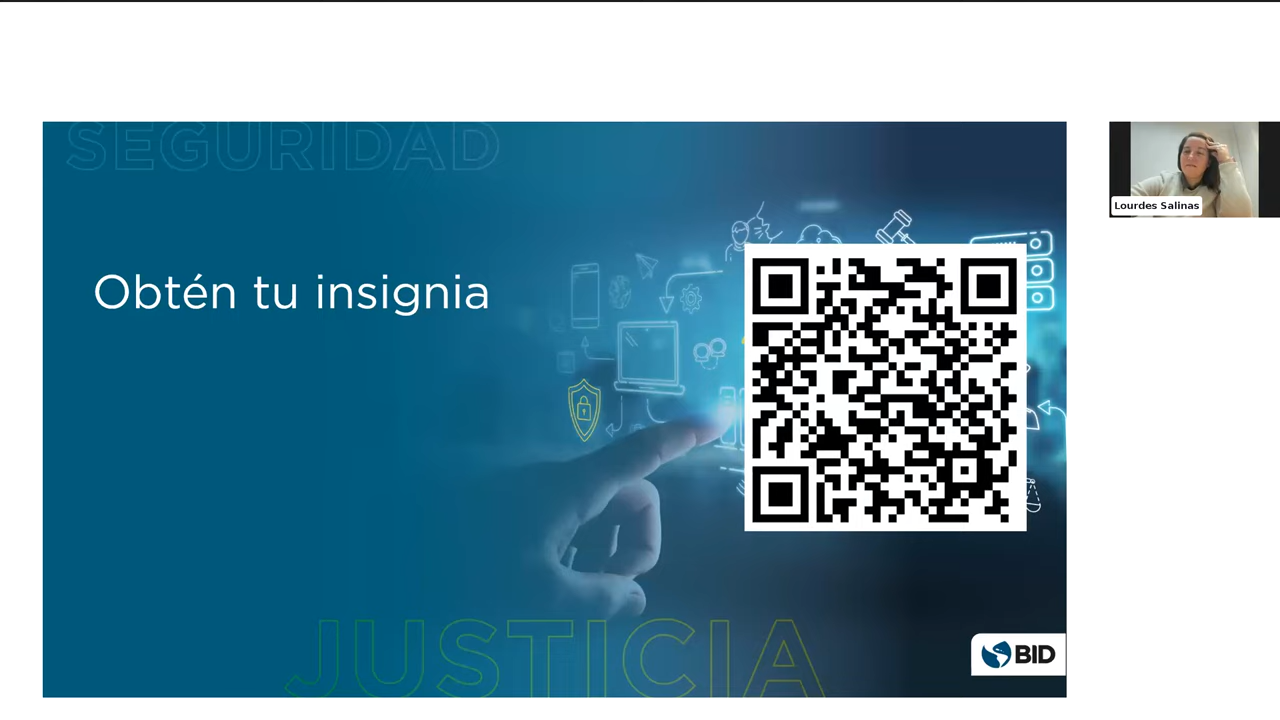 SEGURIDAD
Obtén tu insignia
JUSTICIA
BID
Lourdes Salinas